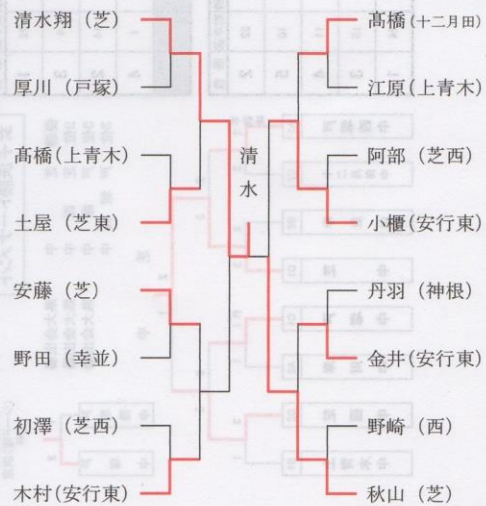 清水翔（芝）
厚川（戸塚）
髙橋（上青木）
土屋（芝東）
安藤（芝）
野田（幸並）
初澤（芝西）
木村（安行東）
清水
髙橋（十二月田）
江原（上青木）
阿部（芝西）
小櫃（安行東）
丹羽（神根）
金井（安行東）
野崎（西）
秋山（芝）